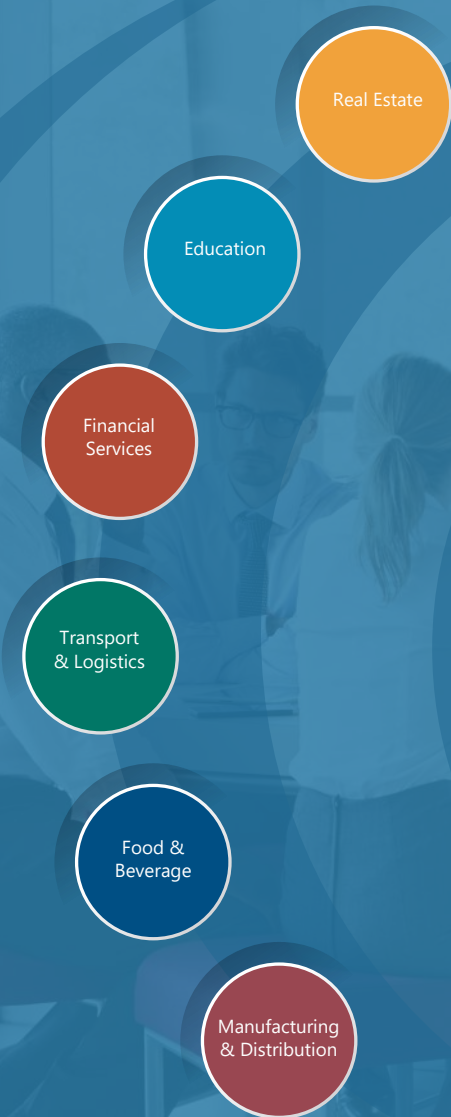 Real Estate
Education
Financial
Services
Transport
& Logistics
Food &
Beverage
Manufacturing
& Distribution